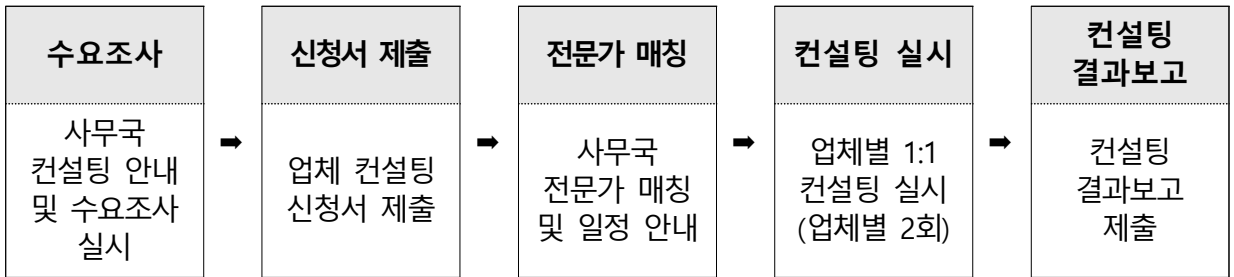 수요조사
사무국
컨설팅 안내
및 수요조사
실시
➡
신청서 제출
업체 컨설팅
신청서 제출
➡
전문가 매칭
사무국
전문가 매칭
및 일정 안내
➡
컨설팅 실시
업체별 1:1
컨설팅 실시
(업체별 2회)
➡
컨설팅
결과보고
컨설팅
결과보고
제출